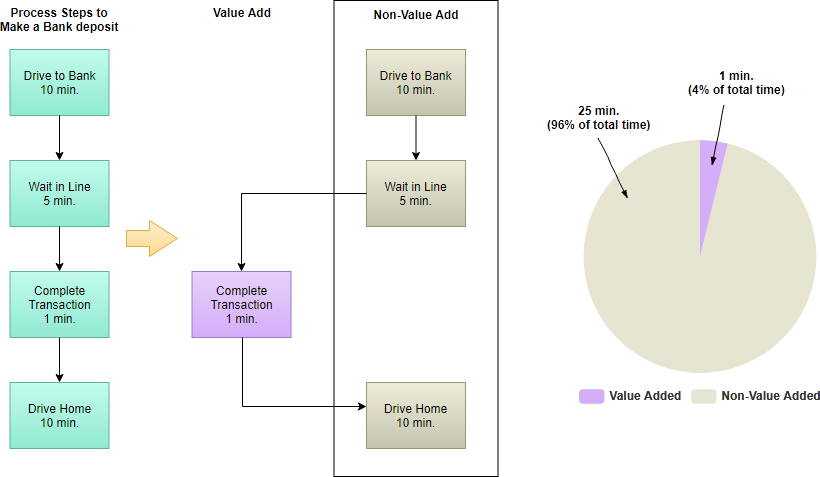 Process Steps to
Make a Bank deposit
Drive to Bank
10 min.
Wait in Line
5 min.
Complete
Transaction
1 min.
Drive Home
10 min.
Value Add
Complete
Transaction
1 min.
Non-Value Add
Drive to Bank
10 min.
Wait in Line
5 min.
Drive Home
10 min.
25 min.
(96% of total time)
1 min.
(4% of total time)
Value Added
Non-Value Added